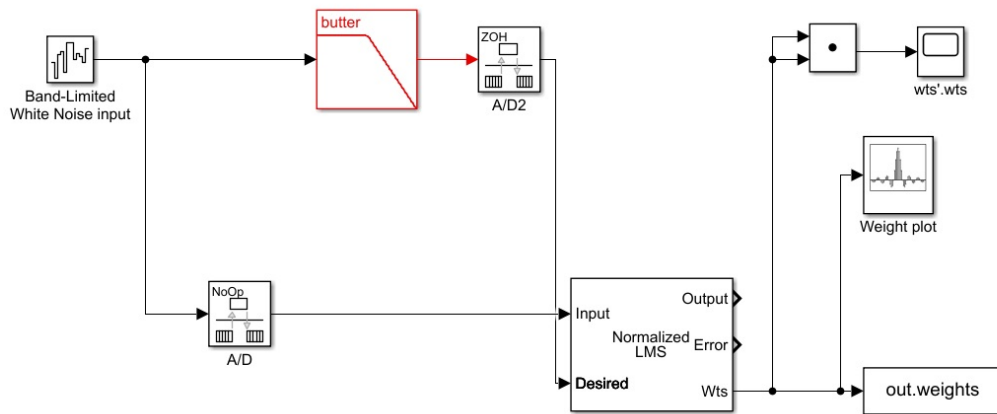 butter
ZOH
A/D2
Band-Limited
White Noise input
wts'.wts
Weight plot
NoOp
A/D
Input
Output
Normalized
LMS
Error
Desired
Wts
out.weights